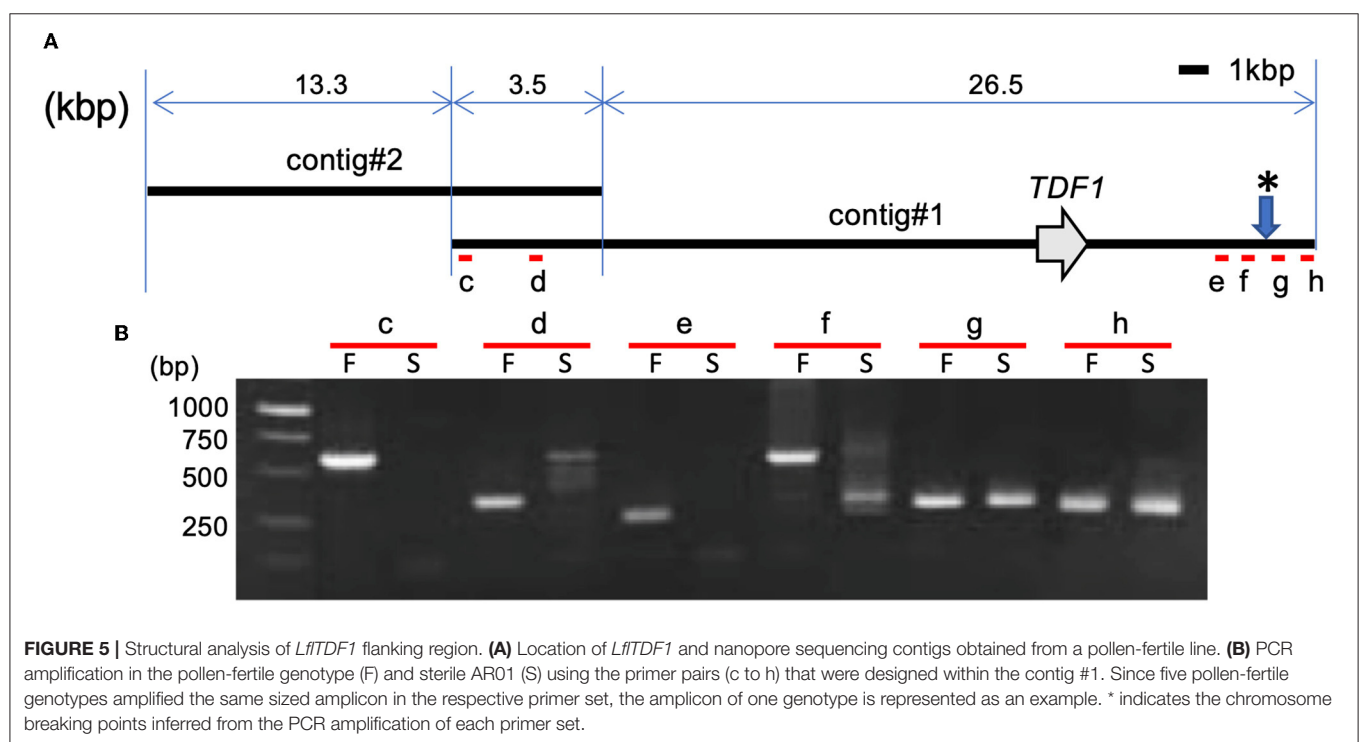 A
(kbp)
13.3
3.5
26.5
1kbp
contig#2
contig#1
TDF1
*
c
d
e
f
g
h
B
(bp)
c
d
e
f
g
h
F
S
F
S
F
S
F
S
F
S
F
S
1000
750
500
250
FIGURE 5 | Structural analysis of LflTDF1 flanking region. (A) Location of LflTDF1 and nanopore sequencing contigs obtained from a pollen-fertile line. (B) PCR
amplification in the pollen-fertile genotype (F) and sterile AR01 (S) using the primer pairs (c to h) that were designed within the contig #1. Since five pollen-fertile
genotypes amplified the same sized amplicon in the respective primer set, the amplicon of one genotype is represented as an example. * indicates the chromosome
breaking points inferred from the PCR amplification of each primer set.